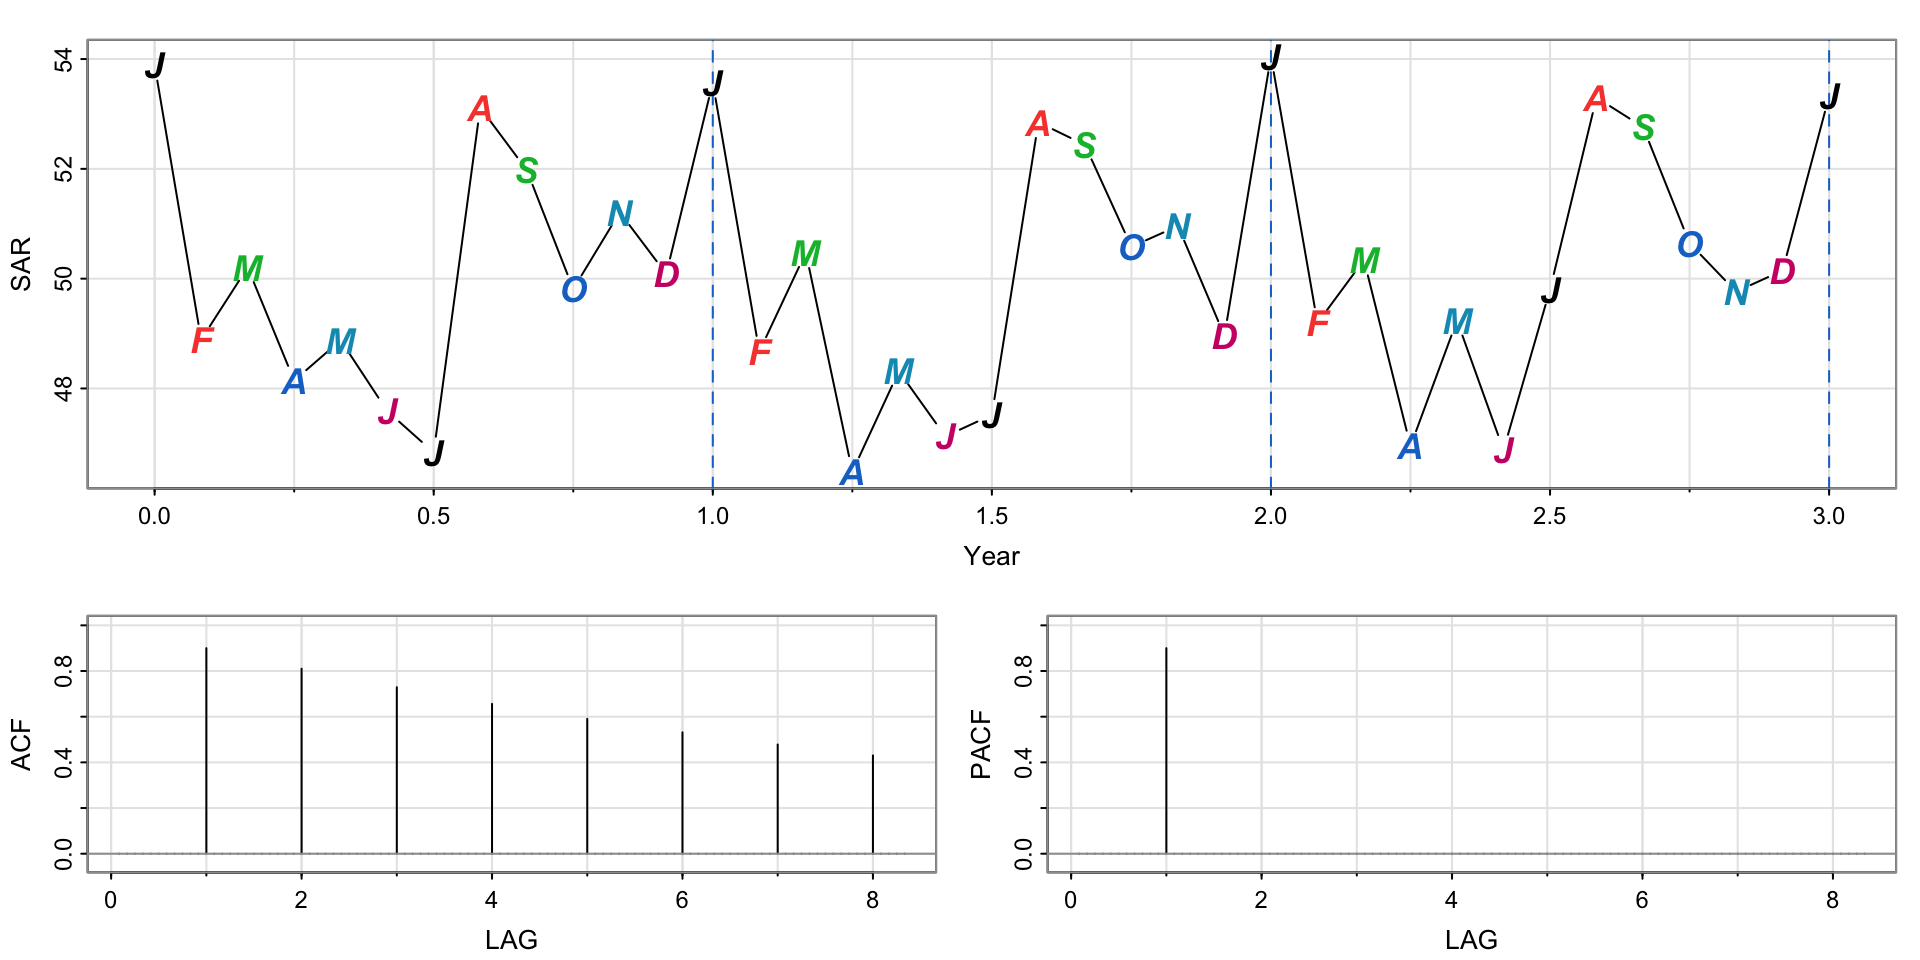 54
52
50
48
SAR
J F M A M J J A S O N D J F M A M J J A S O N D J F M A M J J A S O N D J
0.0 0.5 1.0 1.5 2.0 2.5 3.0
Year
0.8
0.4
0.0
ACF
0 2 4 6 8
LAG
0.8
0.4
0.0
PACF
0 2 4 6 8
LAG